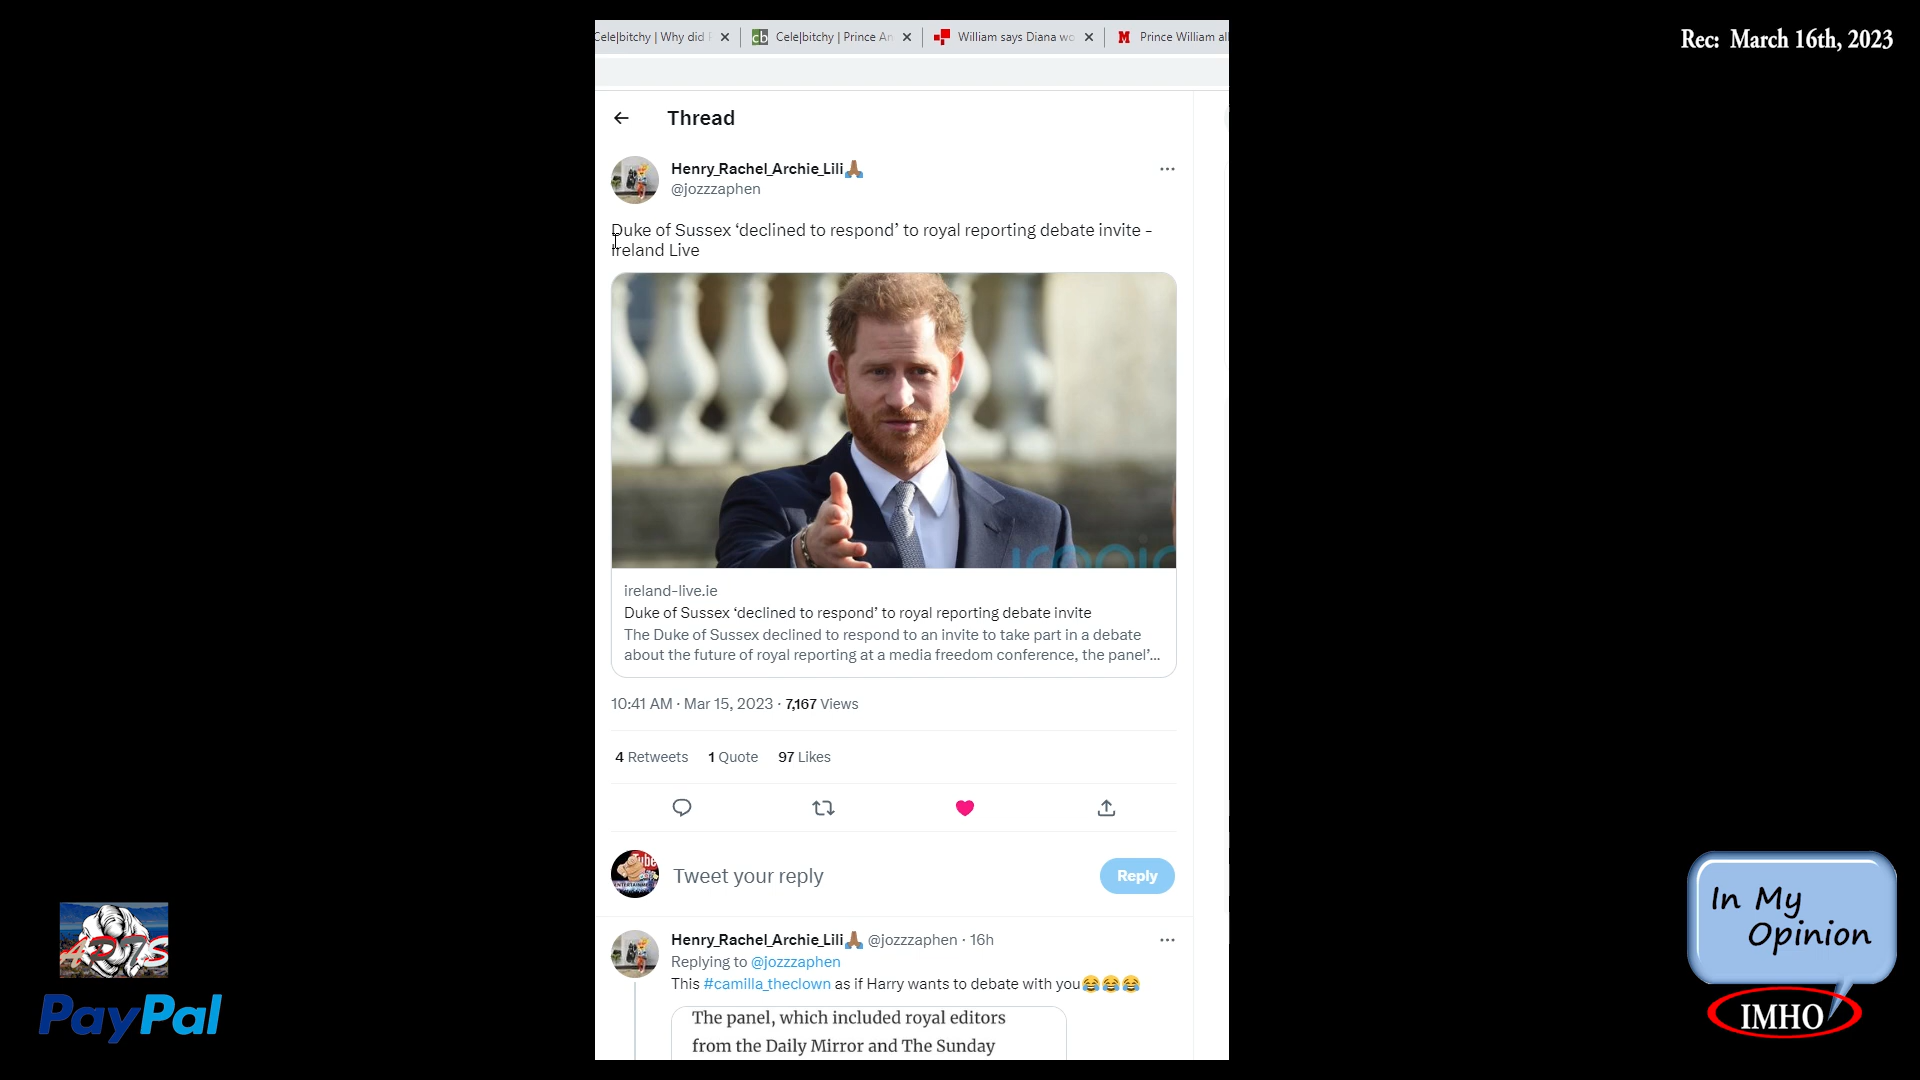 Cele|bitchy | Why did
Cele|bitchy | Prince An
William says Diana wo
Prince William all
Rec: March 16th, 2023
Thread
Henry_Rachel_Archie_Lili🙏🏽
@jozzzaphen
Duke of Sussex ‘declined to respond’ to royal reporting debate invite -
Ireland Live
iconic
ireland-live.ie
Duke of Sussex ‘declined to respond’ to royal reporting debate invite
The Duke of Sussex declined to respond to an invite to take part in a debate
about the future of royal reporting at a media freedom conference, the panel’...
10:41 AM · Mar 15, 2023 · 7,167 Views
4 Retweets 1 Quote 97 Likes
Tweet your reply
Reply
Henry_Rachel_Archie_Lili🙏🏽 @jozzzaphen · 16h
Replying to @jozzzaphen
This #camilla_theclown as if Harry wants to debate with you😂😂😂
The panel, which included royal editors
from the Daily Mirror and The Sunday
PayPal
In My
Opinion
IMHO